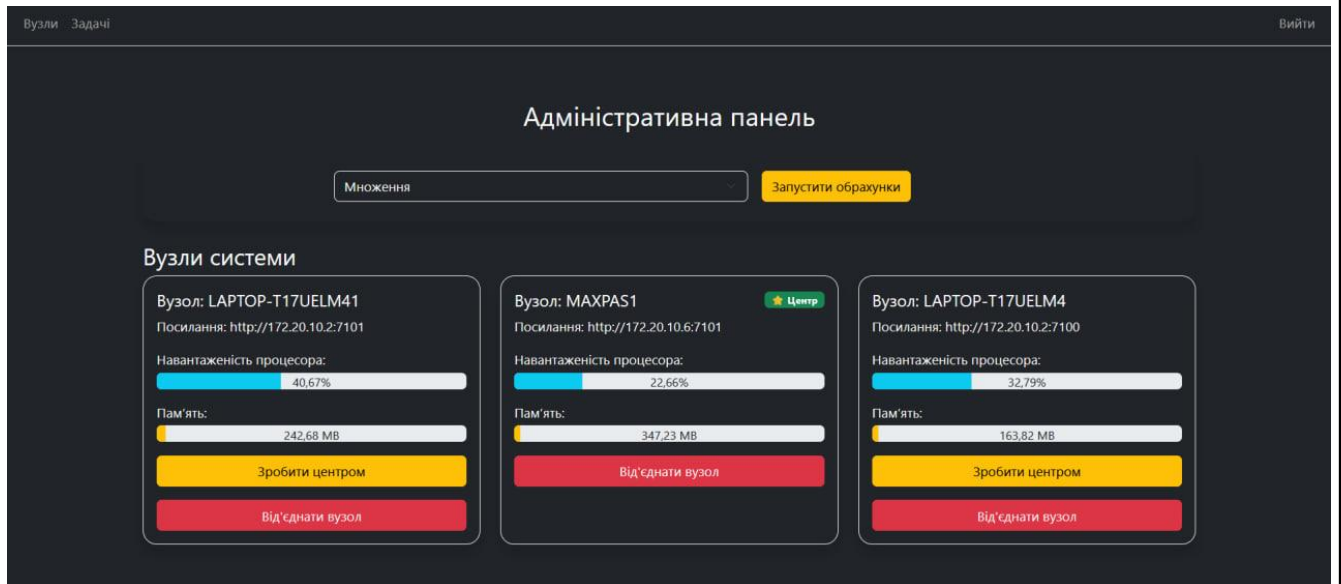 Вузли Задачі Вийти
Адміністративна панель
Множення
Запустити обрахунки
Вузли системи
Вузол: LAPTOP-T17UELM41
Посилання: http://172.20.10.2:7101
Навантаженість процесора:
40,67%
Пам'ять:
242,68 MB
Зробити центром
Від'єднати вузол
Вузол: MAXPAS1
⭐ Центр
Посилання: http://172.20.10.6:7101
Навантаженість процесора:
22,66%
Пам'ять:
347,23 MB
Від'єднати вузол
Вузол: LAPTOP-T17UELM4
Посилання: http://172.20.10.2:7100
Навантаженість процесора:
32,79%
Пам'ять:
163,82 MB
Зробити центром
Від'єднати вузол